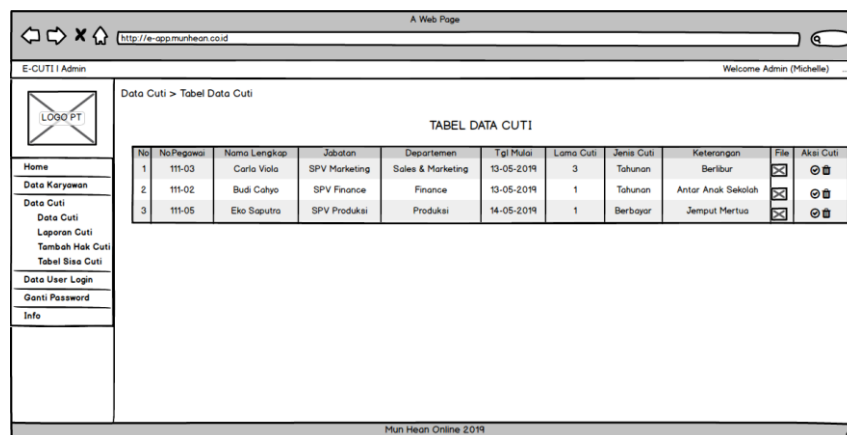 A Web Page
http://e-app.munhean.co.id
E-CUTI I Admin
Welcome Admin (Michelle)
LOGO PT
Home
Data Karyawan
Data Cuti
Data Cuti
Laporan Cuti
Tambah Hak Cuti
Tabel Sisa Cuti
Data User Login
Ganti Password
Info
Data Cuti > Tabel Data Cuti
TABEL DATA CUTI
No No.Pegawai Nama Lengkap Jabatan Departemen Tgl Mulai Lama Cuti Jenis Cuti Keterangan File Aksi Cuti
1 111-03 Carla Viola SPV Marketing Sales & Marketing 13-05-2019 3 Tahunan Berlibur
2 111-02 Budi Cahyo SPV Finance Finance 13-05-2019 1 Tahunan Antar Anak Sekolah
3 111-05 Eko Saputra SPV Produksi Produksi 14-05-2019 1 Berbayar Jemput Mertua
Mun Hean Online 2019